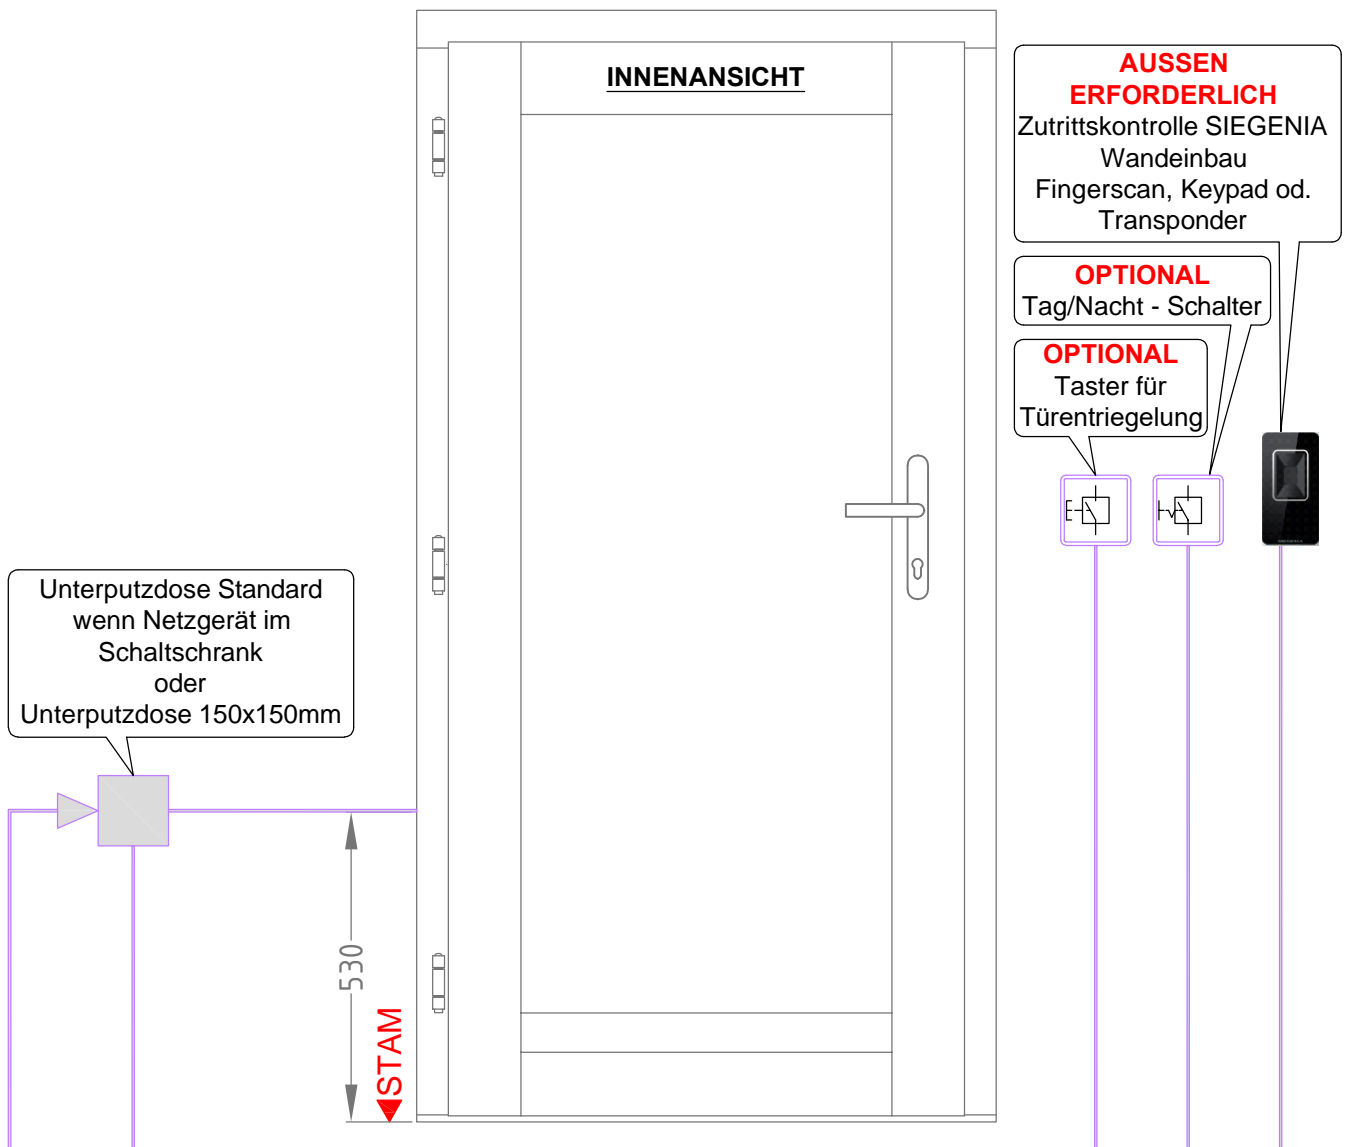 INNENANSICHT
AUSSEN
ERFORDERLICH
Zutrittskontrolle SIEGENIA
Wandeinbau
Fingerscan, Keypad od.
Transponder
OPTIONAL
Tag/Nacht - Schalter
OPTIONAL
Taster für
Türentriegelung
Unterputzdose Standard
wenn Netzgerät im
Schaltschrank
oder
Unterputzdose 150x150mm
530
STAM